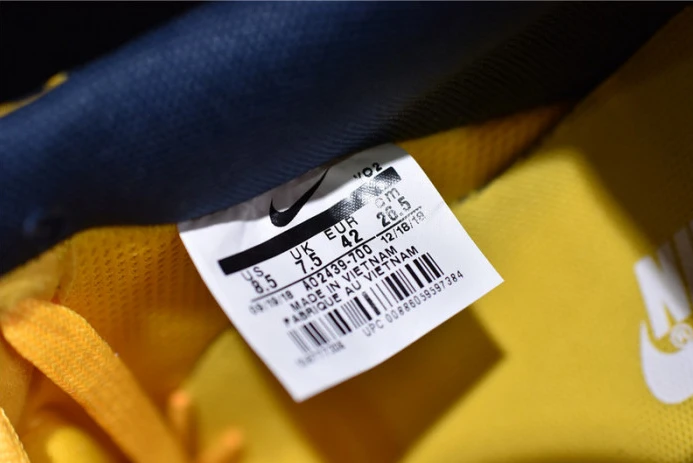 VO2
US UK EUR cm
8.5 7.5 42 26.5
09/19/18 AO2439-700 12/18/18
MADE IN VIETNAM
FABRIQUE AU VIETNAM
UPC 00886059597384